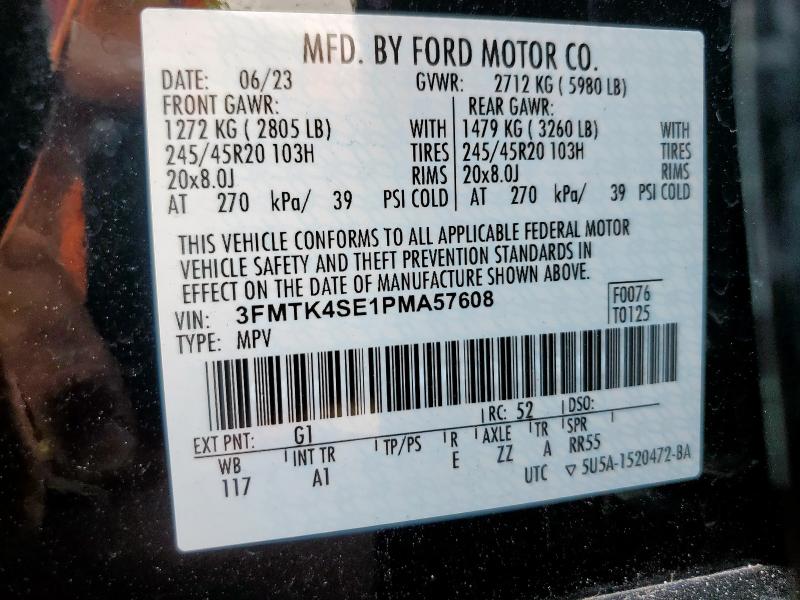 MFD. BY FORD MOTOR CO.
DATE: 06/23 GVWR: 2712 KG ( 5980 LB)
FRONT GAWR: REAR GAWR:
1272 KG ( 2805 LB) WITH 1479 KG ( 3260 LB) WITH
245/45R20 103H TIRES 245/45R20 103H TIRES
20x8.0J RIMS 20x8.0J RIMS
AT 270 kPa/ 39 PSI COLD AT 270 kPa/ 39 PSI COLD
THIS VEHICLE CONFORMS TO ALL APPLICABLE FEDERAL MOTOR
VEHICLE SAFETY AND THEFT PREVENTION STANDARDS IN
EFFECT ON THE DATE OF MANUFACTURE SHOWN ABOVE.
VIN: 3FMTK4SE1PMA57608 F0076
TYPE: MPV T0125
EXT PNT: G1 RC: 52 DSO:
WB INT TR TP/PS R AXLE TR SPR
117 A1 E ZZ A RR55
UTC ▽ 5U5A-1520472-BA